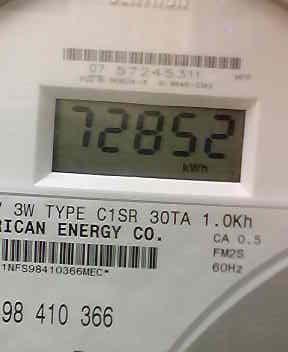 07 57245311
72852
kWh
3W TYPE C1SR 30TA 1.0Kh
RICAN ENERGY CO.
CA 0.5
FM2S
1NFS98410366MEC*
60Hz
98 410 366